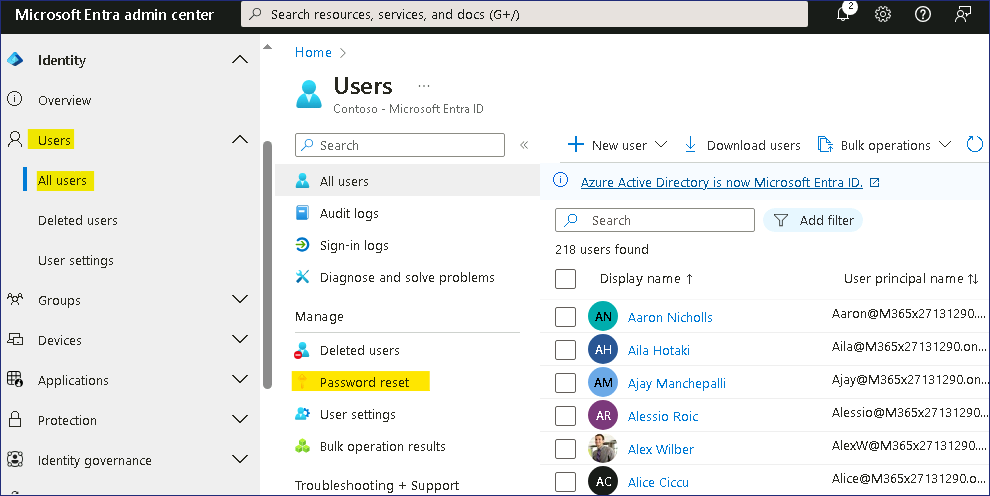 Microsoft Entra admin center
Search resources, services, and docs (G+/)
2
Identity
Overview
Users
All users
Deleted users
User settings
Groups
Devices
Applications
Protection
Identity governance
Home
Users
...
Contoso - Microsoft Entra ID
Search
«
All users
Audit logs
Sign-in logs
Diagnose and solve problems
Manage
Deleted users
Password reset
User settings
Bulk operation results
Troubleshooting + Support
New user
Download users
Bulk operations
Azure Active Directory is now Microsoft Entra ID.
Search
Add filter
218 users found
Display name ↑
User principal name ↑↓
AN Aaron Nicholls Aaron@M365x27131290....
AH Aila Hotaki Aila@M365x27131290.on...
AM Ajay Manchepalli Ajay@M365x27131290.o...
AR Alessio Roic Alessio@M365x27131290...
Alex Wilber AlexW@M365x27131290....
AC Alice Ciccu Alice@M365x27131290.o...